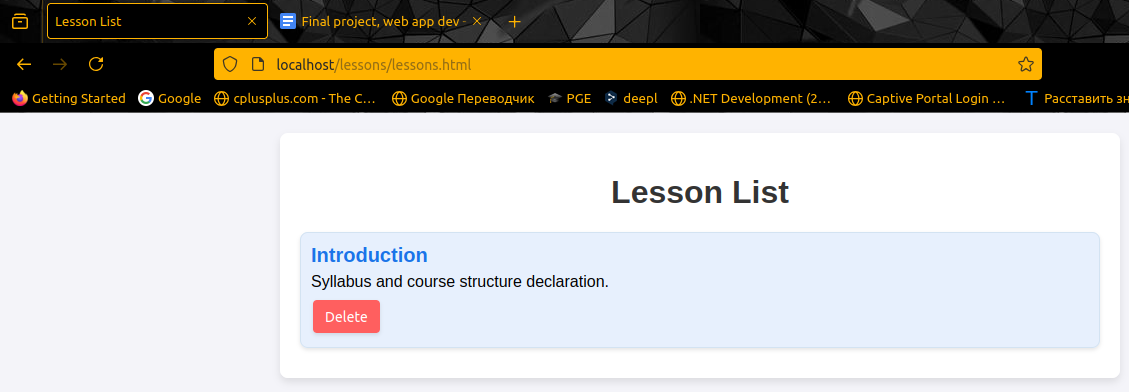 Lesson List
Final project, web app dev -
localhost/lessons/lessons.html
Getting Started
Google
cplusplus.com - The C…
Google Переводчик
PGE
deepl
.NET Development (2…
Captive Portal Login …
Расставить
Lesson List
Introduction
Syllabus and course structure declaration.
Delete